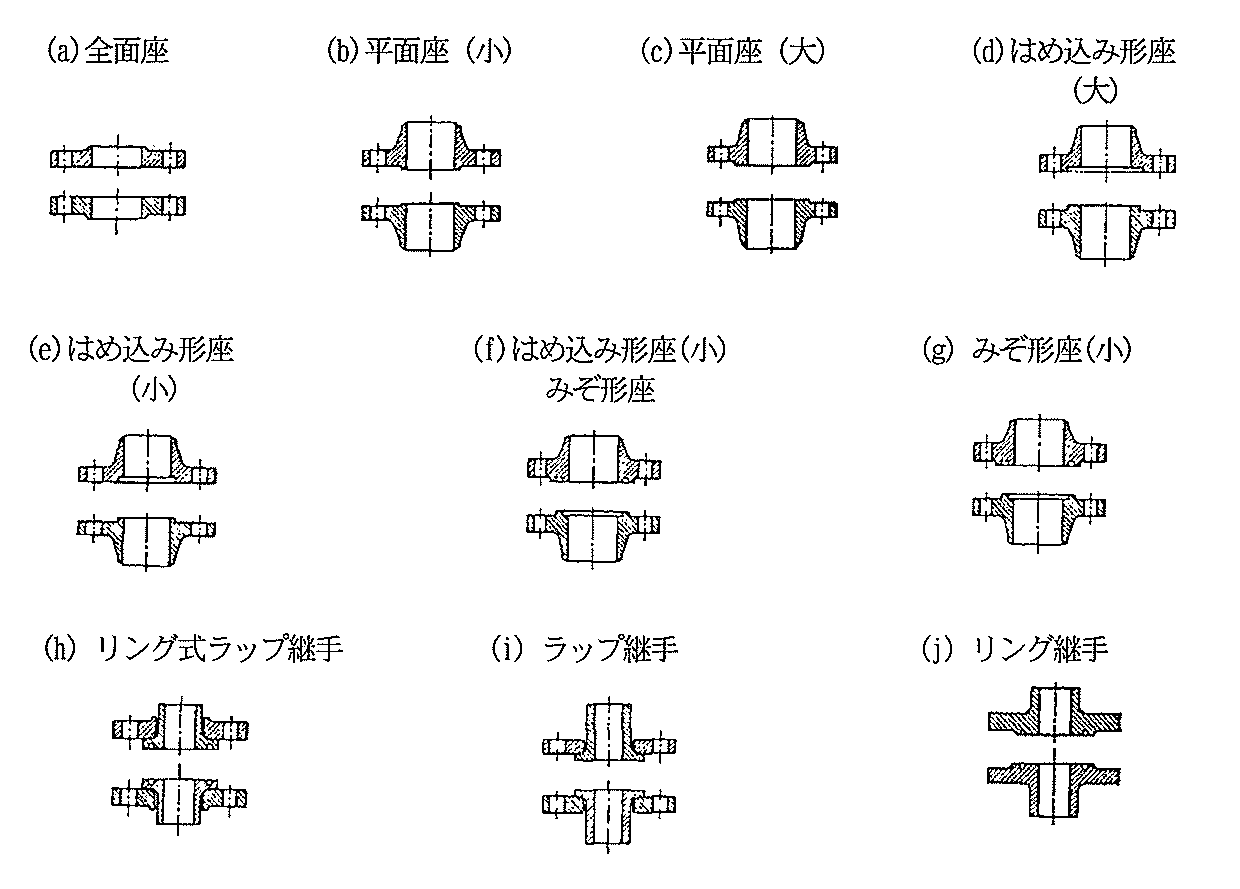 (a)全面座
(b)平面座（小）
(c)平面座（大）
(d)はめ込み形座
(大)
(e)はめ込み形座
(小)
(f)はめ込み形座(小)
みぞ形座
(g) みぞ形座(小)
(h) リング式ラップ継手
(i) ラップ継手
(j) リング継手